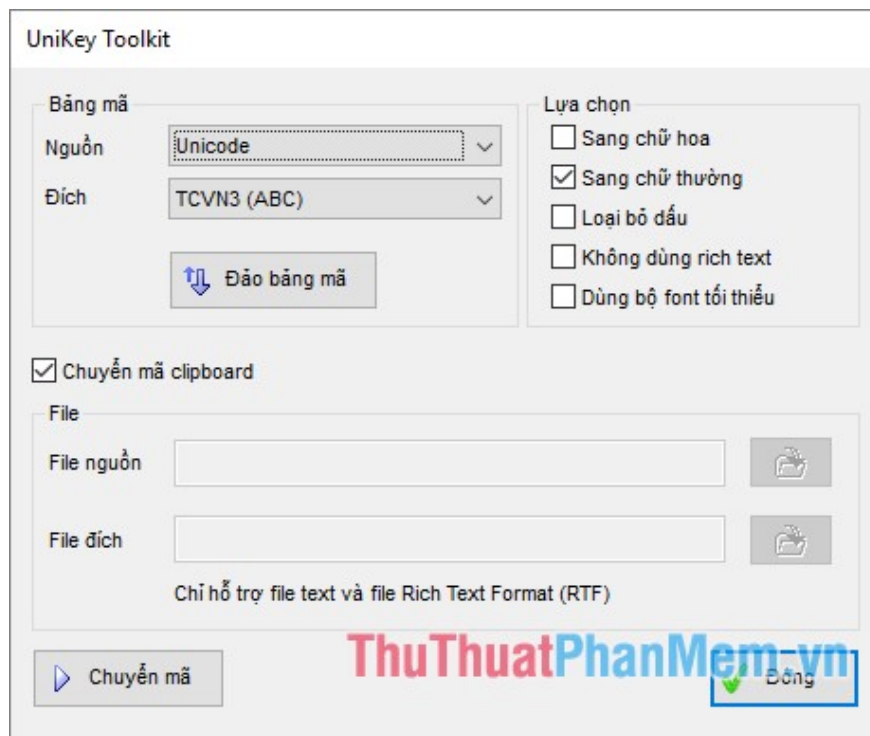 UniKey Toolkit
Bảng mã
Nguồn
Unicode
Đích
TCVN3 (ABC)
Đảo bảng mã
Lựa chọn
Sang chữ hoa
Sang chữ thường
Loại bỏ dấu
Không dùng rich text
Dùng bộ font tối thiểu
Chuyển mã clipboard
File
File nguồn
File đích
Chỉ hỗ trợ file text và file Rich Text Format (RTF)
Chuyển mã
ThuThuatPhanMem.vn
Đóng